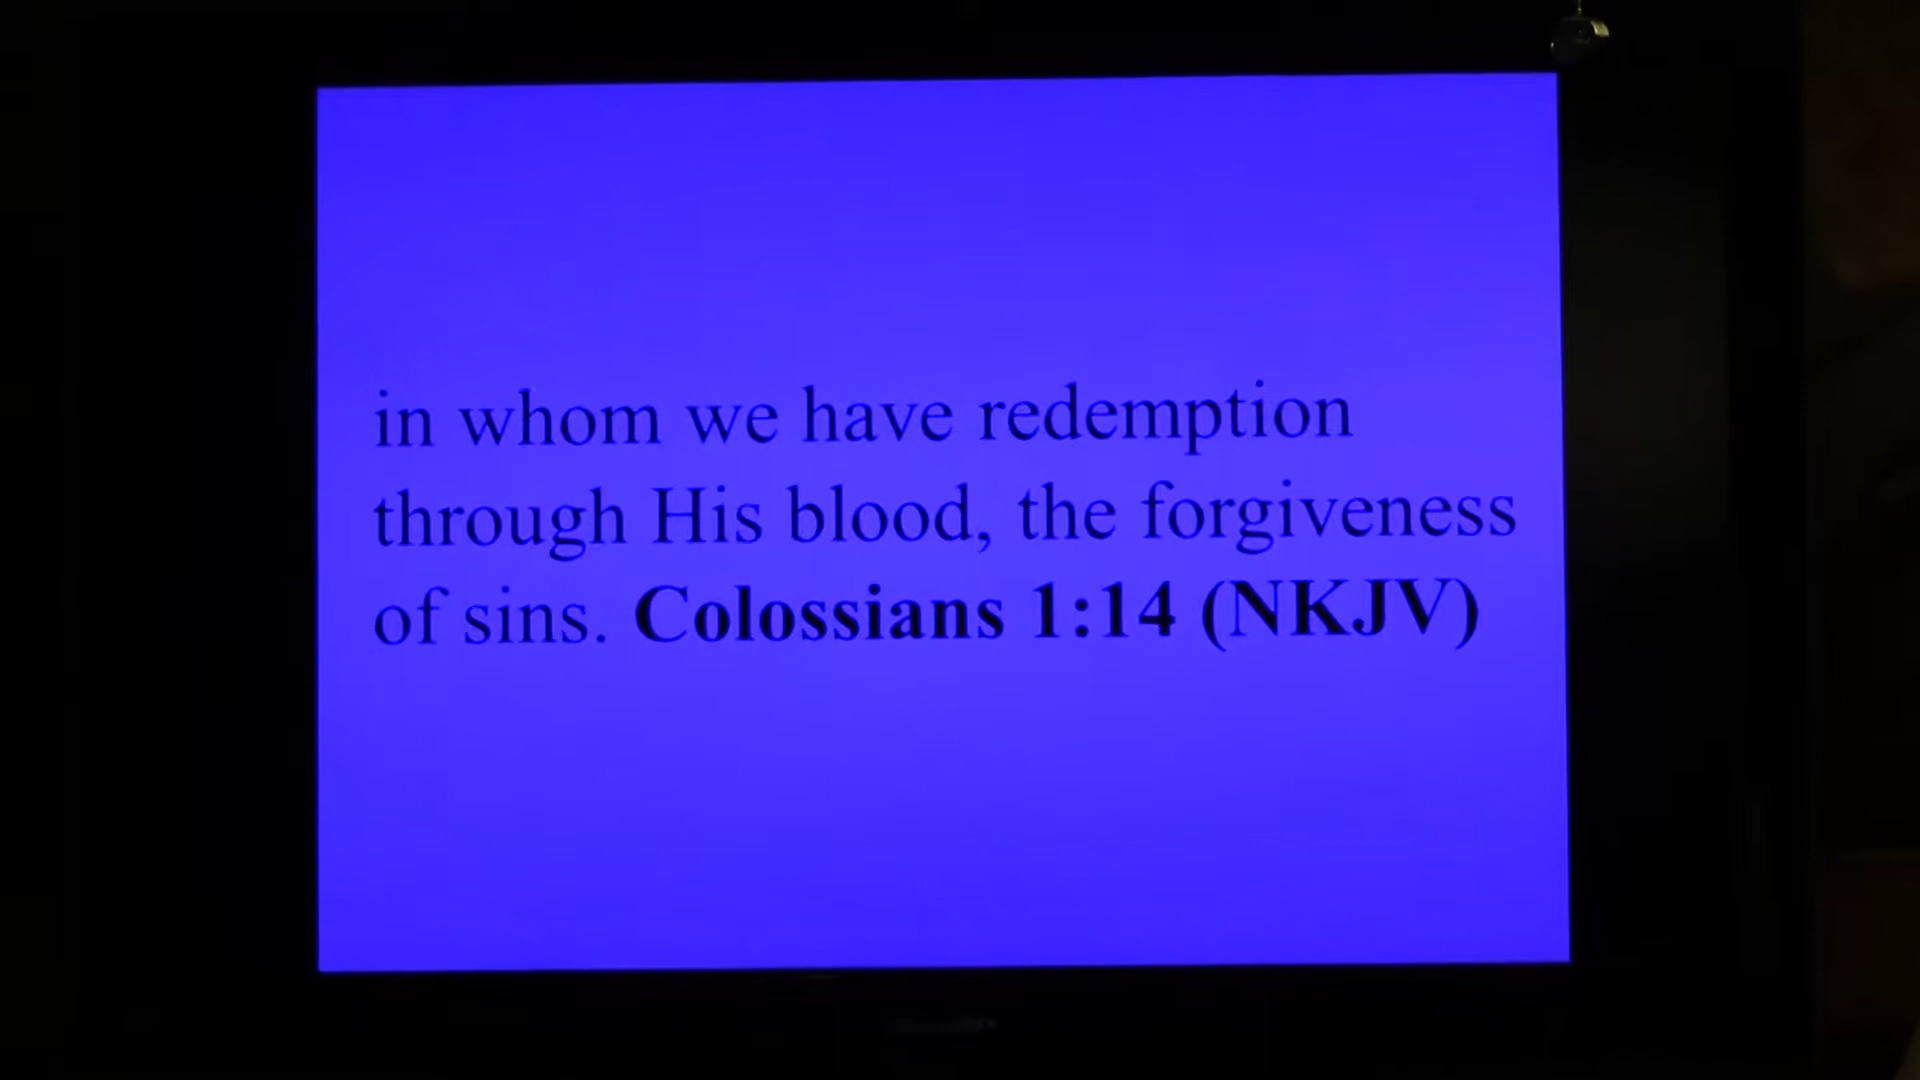 in whom we have redemption
through His blood, the forgiveness
of sins. Colossians 1:14 (NKJV)